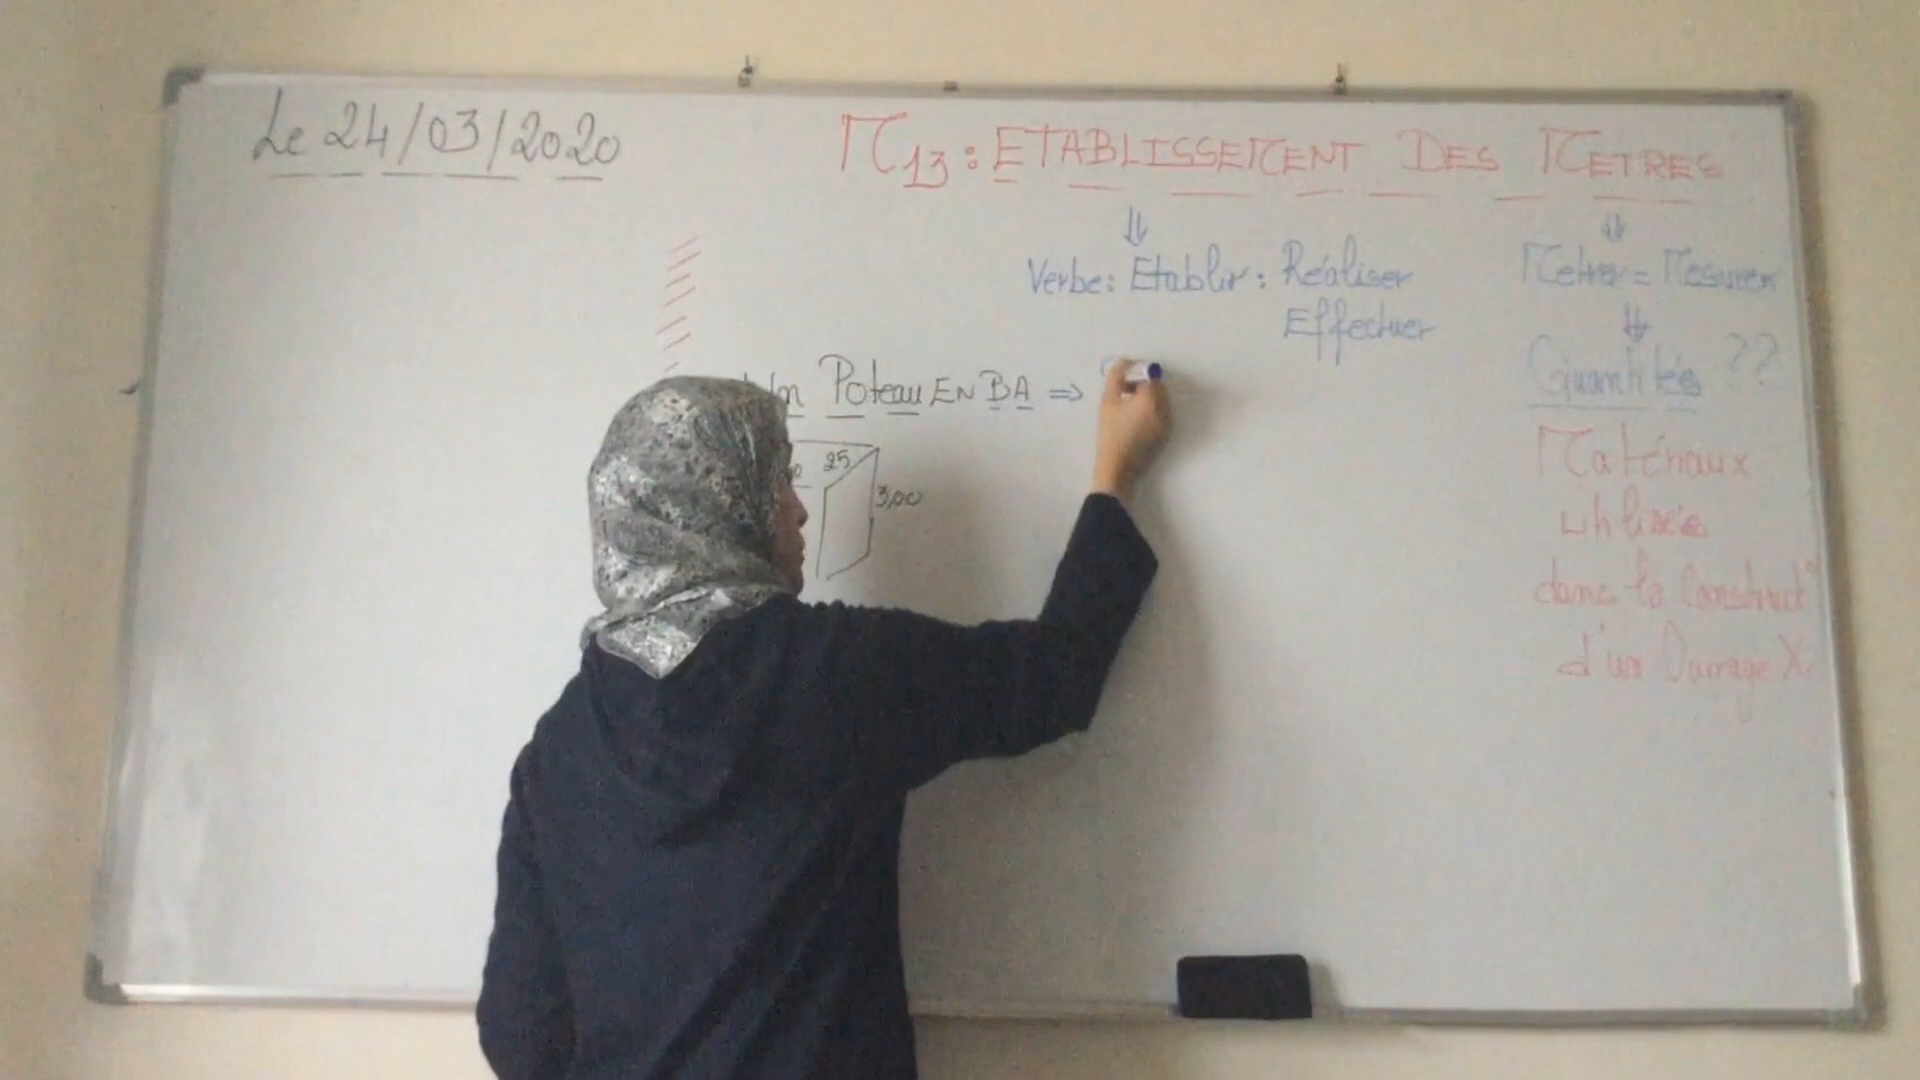 Le 24/03/2020
M13 : ETABLISSEMENT DES METRES
⇓ ⇓
Verbe : Etablir : Réaliser
Effectuer
Metrer = Mesurer
⇓
Quantités ??
Matériaux
utilisés
dans la Construct°
d'un Ouvrage X
Un Poteau EN BA ⇒
25
3,00